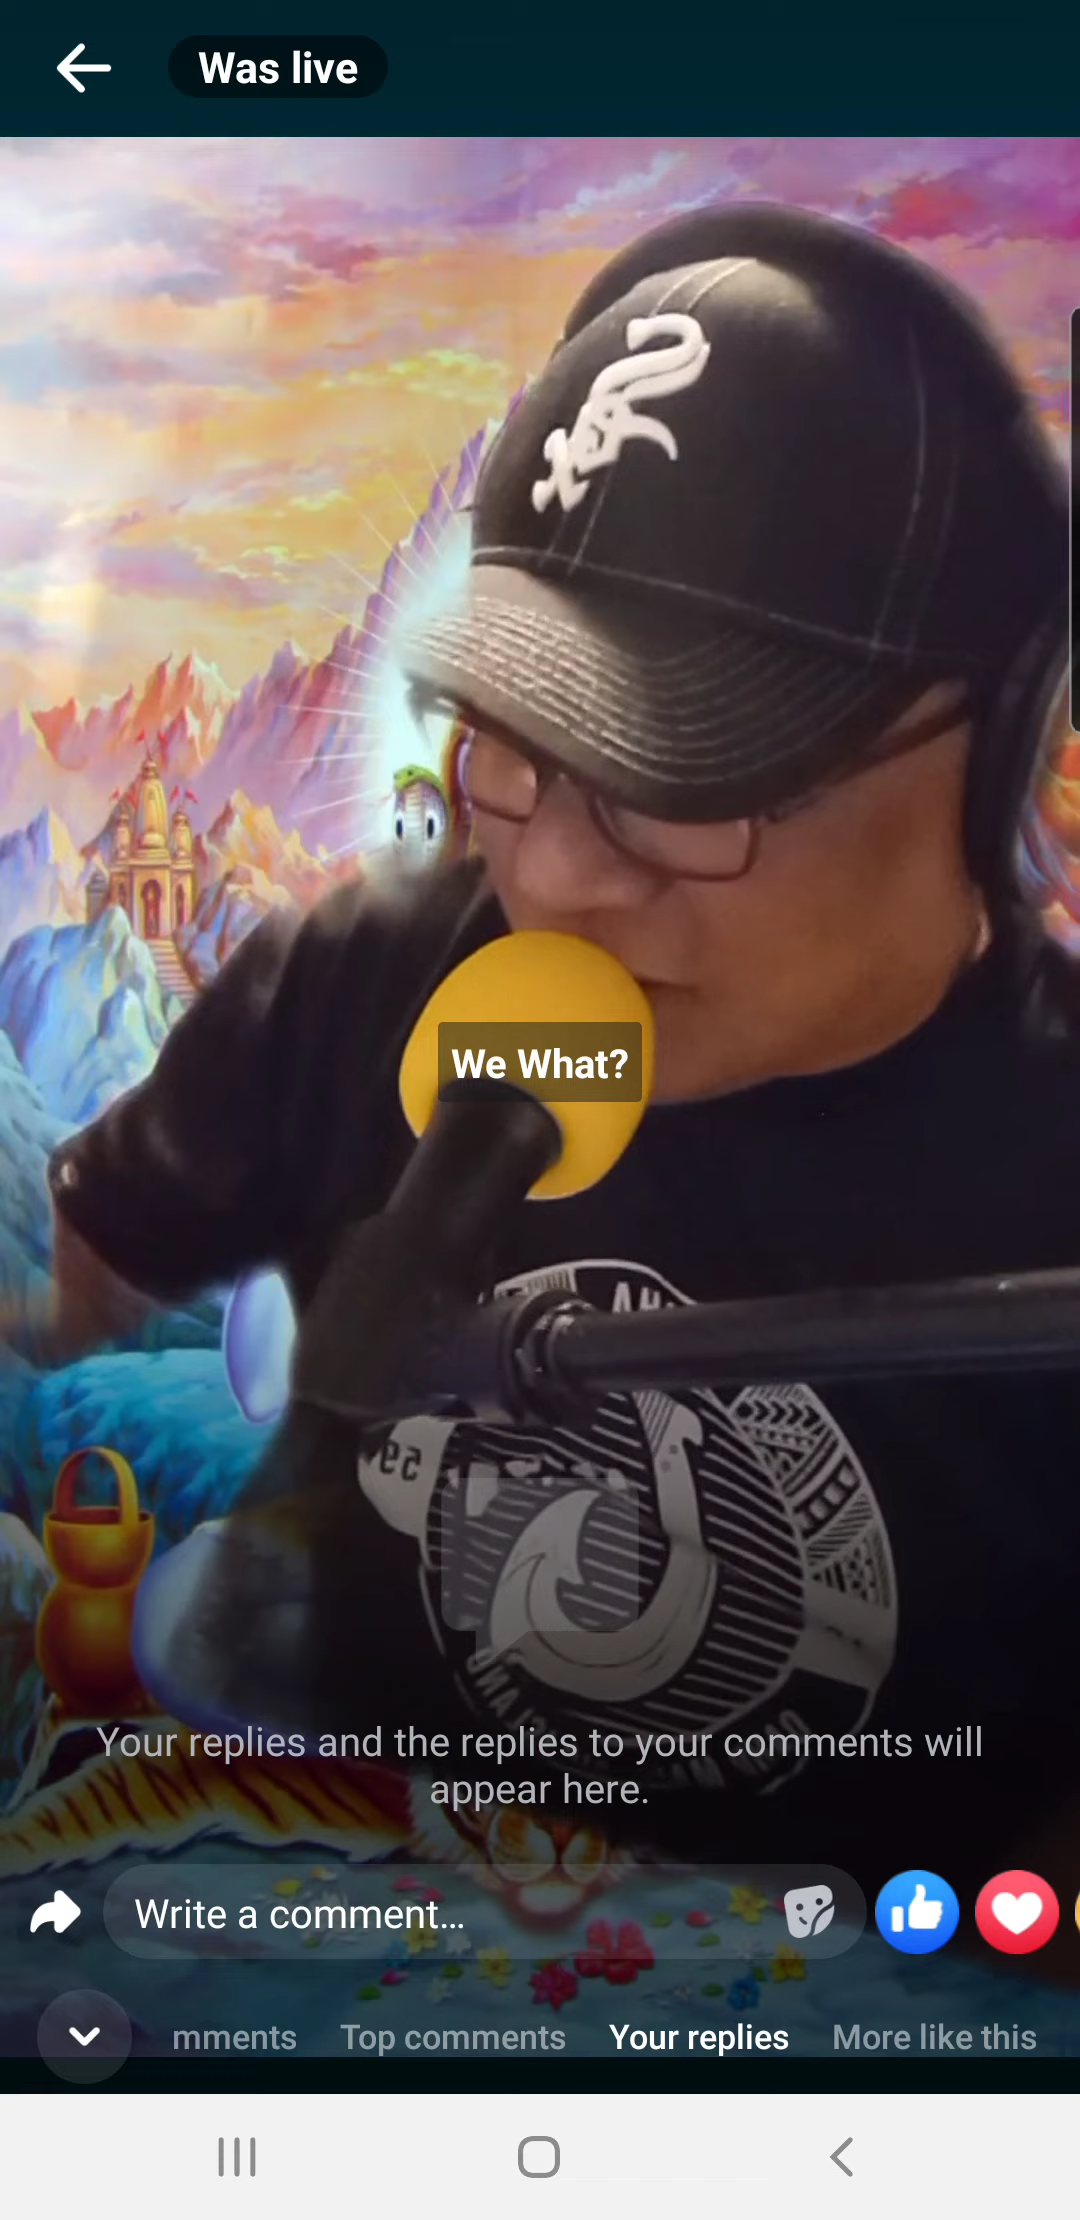 Was live
We What?
Your replies and the replies to your comments will
appear here.
Write a comment...
mments
Top comments
Your replies
More like this